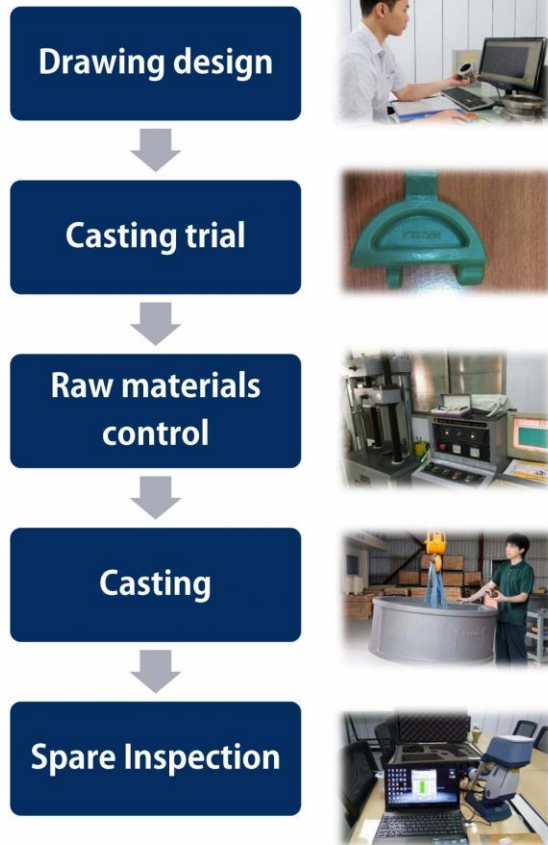 Drawing design
Casting trial
Raw materials
control
Casting
Spare Inspection